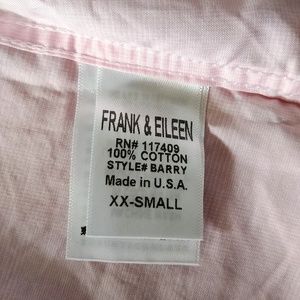 FRANK & EILEEN
RN# 117409
100% COTTON
STYLE# BARRY
Made in U.S.A.
XX-SMALL